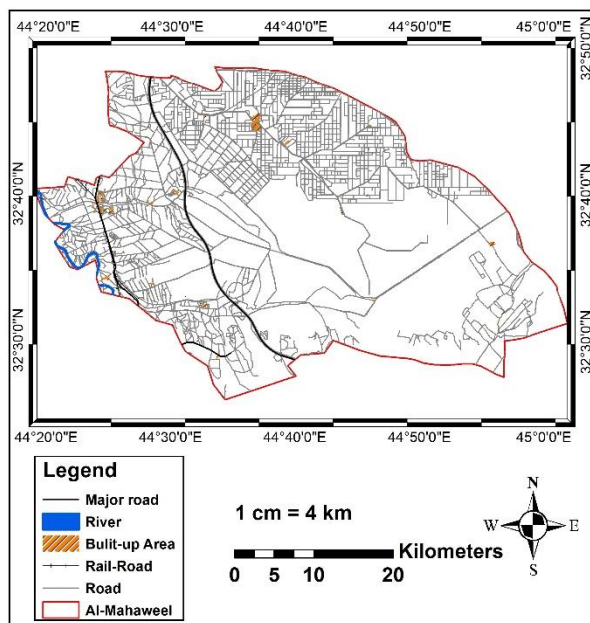 44°20'0"E 44°30'0"E 44°40'0"E 44°50'0"E 45°0'0"E
32°50'0"N
32°40'0"N 32°40'0"N
32°30'0"N 32°30'0"N
44°20'0"E 44°30'0"E 44°40'0"E 44°50'0"E 45°0'0"E
Legend
Major road
River
Bulit-up Area
Rail-Road
Road
Al-Mahaweel
1 cm = 4 km
Kilometers
0 5 10 20
N
W E
S